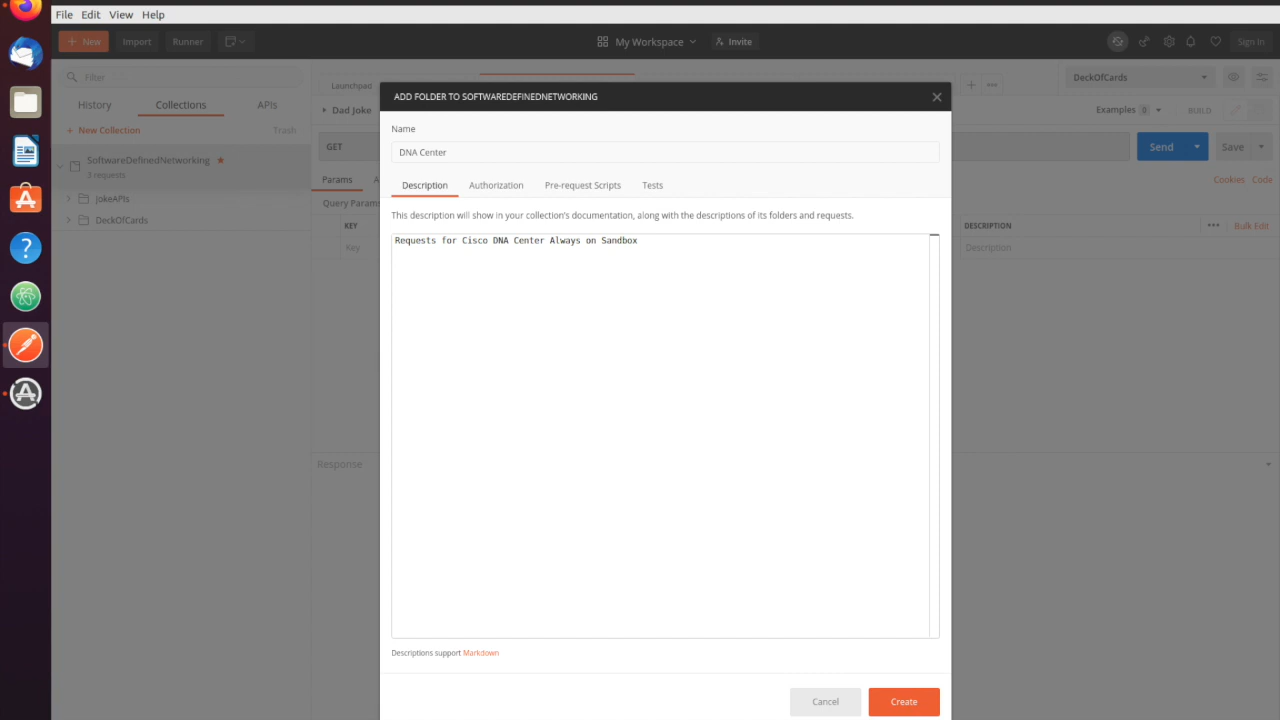 File Edit View Help
New Import Runner My Workspace Invite Sign In
Filter
Launchpad DeckOfCards
History Collections APIs
ADD FOLDER TO SOFTWAREDEFINEDNETWORKING
Dad Joke Examples 0 BUILD
New Collection Trash
Name
GET Send Save
DNA Center
SoftwareDefinedNetworking
3 requests
Params Cookies Code
Description Authorization Pre-request Scripts Tests
JokeAPIs
Query Params
DeckOfCards
This description will show in your collection's documentation, along with the descriptions of its folders and requests.
KEY DESCRIPTION Bulk Edit
Requests for Cisco DNA Center Always on Sandbox
Key Description
Response
Descriptions support Markdown
Cancel Create